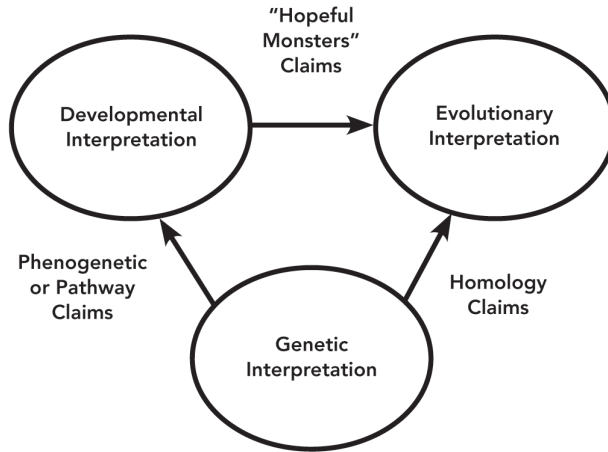 “Hopeful
Monsters”
Claims
Developmental
Interpretation
Evolutionary
Interpretation
Phenogenetic
or Pathway
Claims
Homology
Claims
Genetic
Interpretation